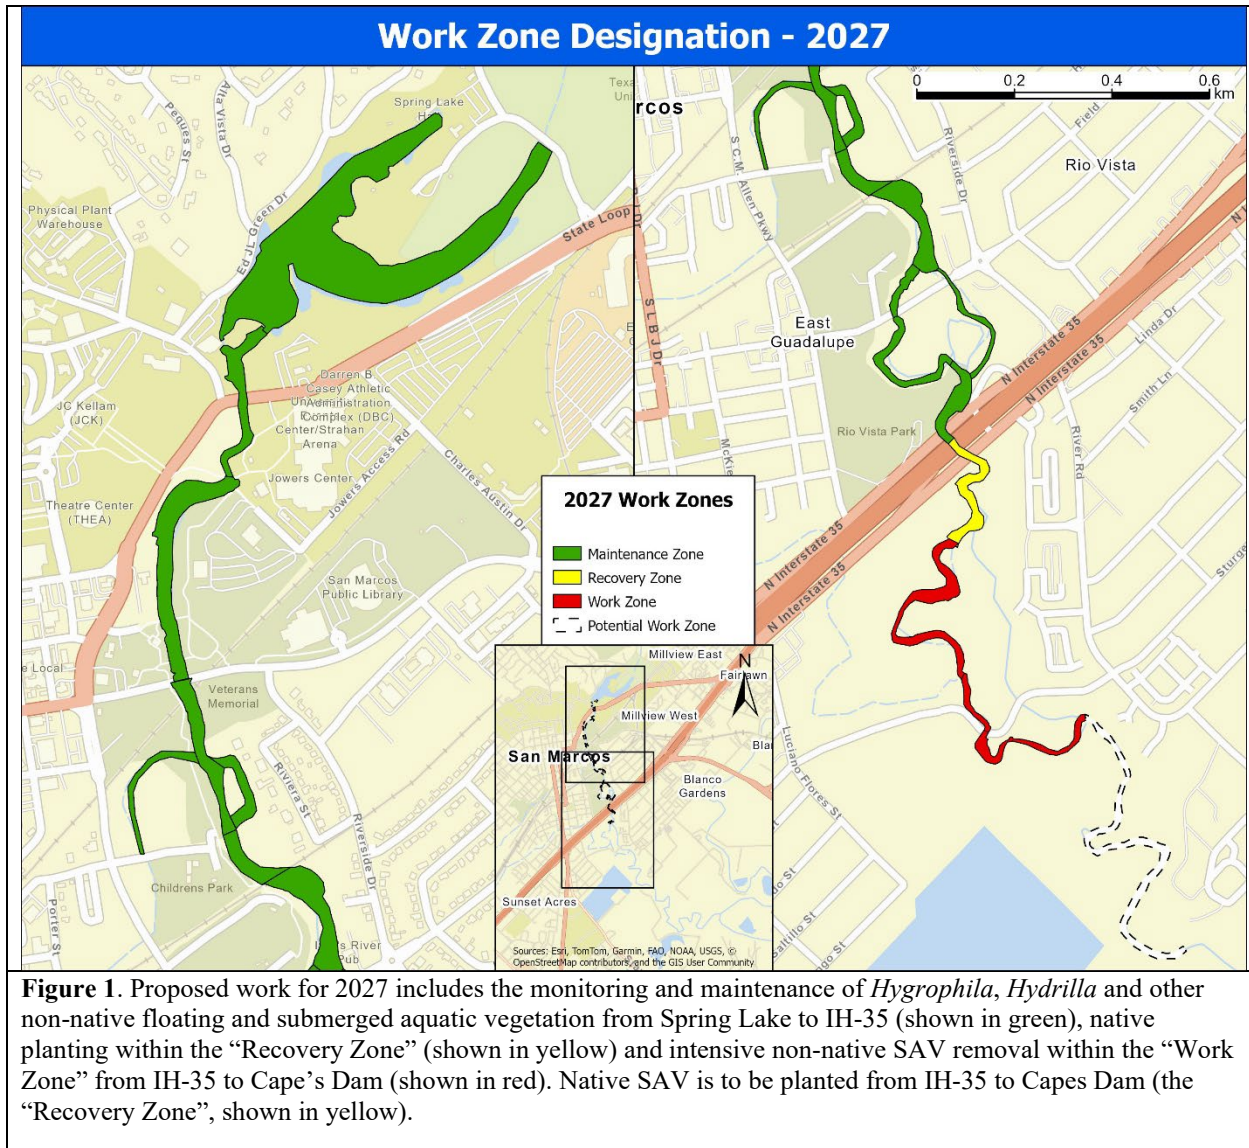 Work Zone Designation - 2027
Spring Lake
Peques St
Alta Vista Dr
Physical Plant
Warehouse
Ed JL Green Dr
State Loop
JC Kellam
(JCK)
Darren B
Casey Athletic
Administration
Complex (DBC)
Center/Strahan
Arena
Jowers Center
Jowers Access Rd
Charles Austin Dr
Theatre Center
(THEA)
San Marcos
Public Library
e Local
Veterans
Memorial
Riviera St
Riverside Dr
Childrens Park
Porter St
River
Pub
rcos
0 0.2 0.4 0.6
km
S C.M. Allen Pkwy
Riverside Dr
Field
Rio Vista
N Interstate 35
N Interstate 35
Linda Dr
Smith Ln
S LBJ Dr
East
Guadalupe
Rio Vista Park
McKie
River Rd
Sturge
N Interstate 35
N Interstate 35
Luciano Flores St
Saltillo St
2027 Work Zones
Maintenance Zone
Recovery Zone
Work Zone
Potential Work Zone
Millview East
N
Fairlawn
Millview West
San Marcos
Blanco
Gardens
Sunset Acres
Sources: Esri, TomTom, Garmin, FAO, NOAA, USGS, ©
OpenStreetMap contributors, and the GIS User Community
Figure 1. Proposed work for 2027 includes the monitoring and maintenance of Hygrophila, Hydrilla and other
non-native floating and submerged aquatic vegetation from Spring Lake to IH-35 (shown in green), native
planting within the “Recovery Zone” (shown in yellow) and intensive non-native SAV removal within the “Work
Zone” from IH-35 to Cape’s Dam (shown in red). Native SAV is to be planted from IH-35 to Capes Dam (the
“Recovery Zone”, shown in yellow).